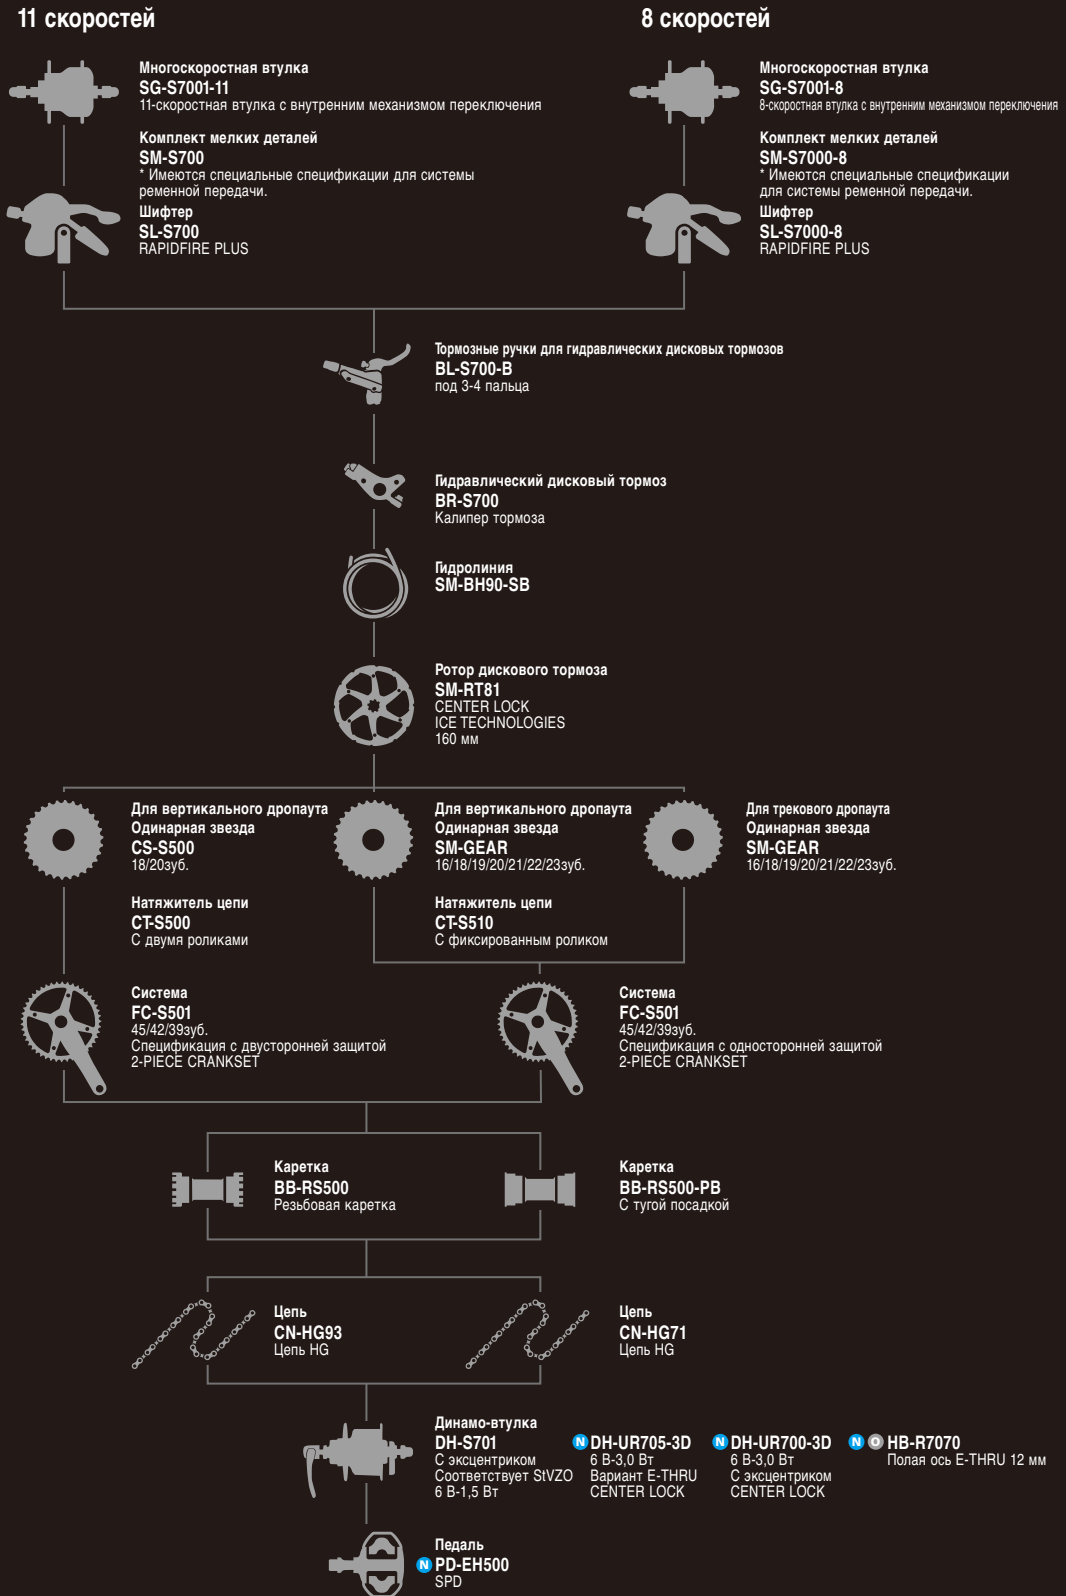 11 скоростей
8 скоростей
Многоскоростная втулка
SG-S7001-11
11-скоростная втулка с внутренним механизмом переключения
Комплект мелких деталей
SM-S700
* Имеются специальные спецификации для системы
ременной передачи.
Шифтер
SL-S700
RAPIDFIRE PLUS
Многоскоростная втулка
SG-S7001-8
8-скоростная втулка с внутренним механизмом переключения
Комплект мелких деталей
SM-S7000-8
* Имеются специальные спецификации
для системы ременной передачи.
Шифтер
SL-S7000-8
RAPIDFIRE PLUS
Тормозные ручки для гидравлических дисковых тормозов
BL-S700-B
под 3-4 пальца
Гидравлический дисковый тормоз
BR-S700
Калипер тормоза
Гидролиния
SM-BH90-SB
Ротор дискового тормоза
SM-RT81
CENTER LOCK
ICE TECHNOLOGIES
160 мм
Для вертикального дропаута
Одинарная звезда
CS-S500
18/20зуб.
Натяжитель цепи
CT-S500
С двумя роликами
Для вертикального дропаута
Одинарная звезда
SM-GEAR
16/18/19/20/21/22/23зуб.
Натяжитель цепи
CT-S510
С фиксированным роликом
Для трекового дропаута
Одинарная звезда
SM-GEAR
16/18/19/20/21/22/23зуб.
Система
FC-S501
45/42/39зуб.
Спецификация с двусторонней защитой
2-PIECE CRANKSET
Система
FC-S501
45/42/39зуб.
Спецификация с односторонней защитой
2-PIECE CRANKSET
Каретка
BB-RS500
Резьбовая каретка
Каретка
BB-RS500-PB
С тугой посадкой
Цепь
CN-HG93
Цепь HG
Цепь
CN-HG71
Цепь HG
Динамо-втулка
DH-S701
С эксцентриком
Соответствует StVZO
6 В-1,5 Вт
N DH-UR705-3D
6 В-3,0 Вт
Вариант E-THRU
CENTER LOCK
N DH-UR700-3D
6 В-3,0 Вт
С эксцентриком
CENTER LOCK
N O HB-R7070
Полая ось E-THRU 12 мм
Педаль
N PD-EH500
SPD